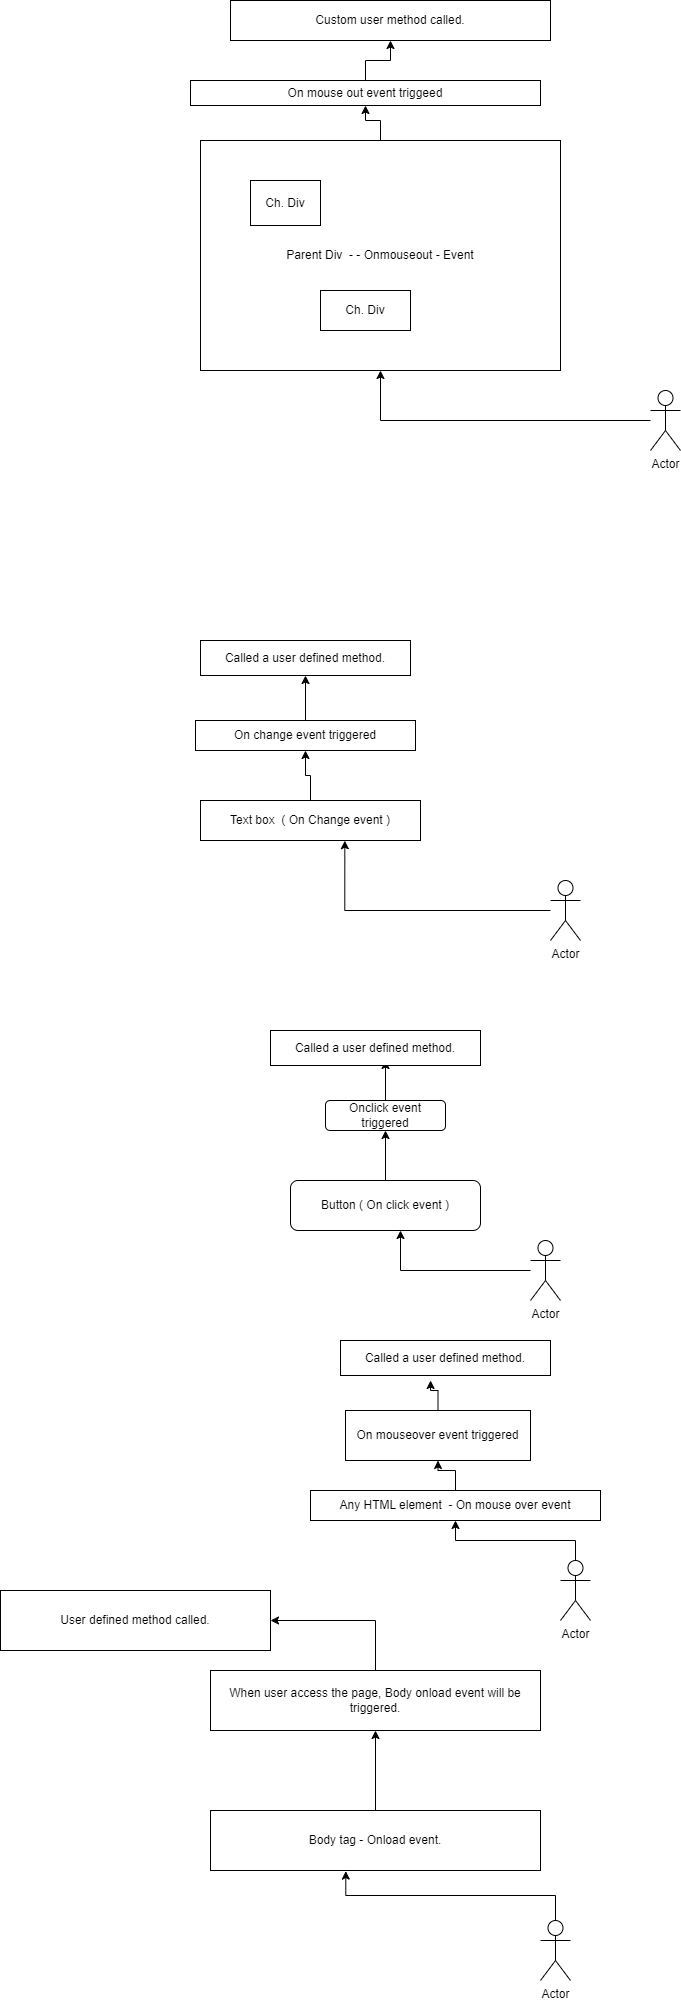 Custom user method called.
On mouse out event triggeed
Ch. Div
Parent Div  - - Onmouseout - Event
Ch. Div
Actor
Called a user defined method.
On change event triggered
Text box  ( On Change event )
Actor
Called a user defined method.
Onclick event
triggered
Button ( On click event )
Actor
Called a user defined method.
On mouseover event triggered
Any HTML element  - On mouse over event
Actor
User defined method called.
When user access the page, Body onload event will be
triggered.
Body tag - Onload event.
Actor